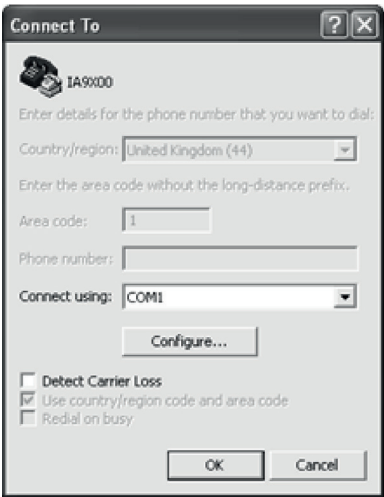 Connect To
IA9X00
Enter details for the phone number that you want to dial:
Country/region: United Kingdom (44)
Enter the area code without the long-distance prefix.
Area code: 1
Phone number:
Connect using: COM1
Configure...
Detect Carrier Loss
Use country/region code and area code
Redial on busy
OK Cancel